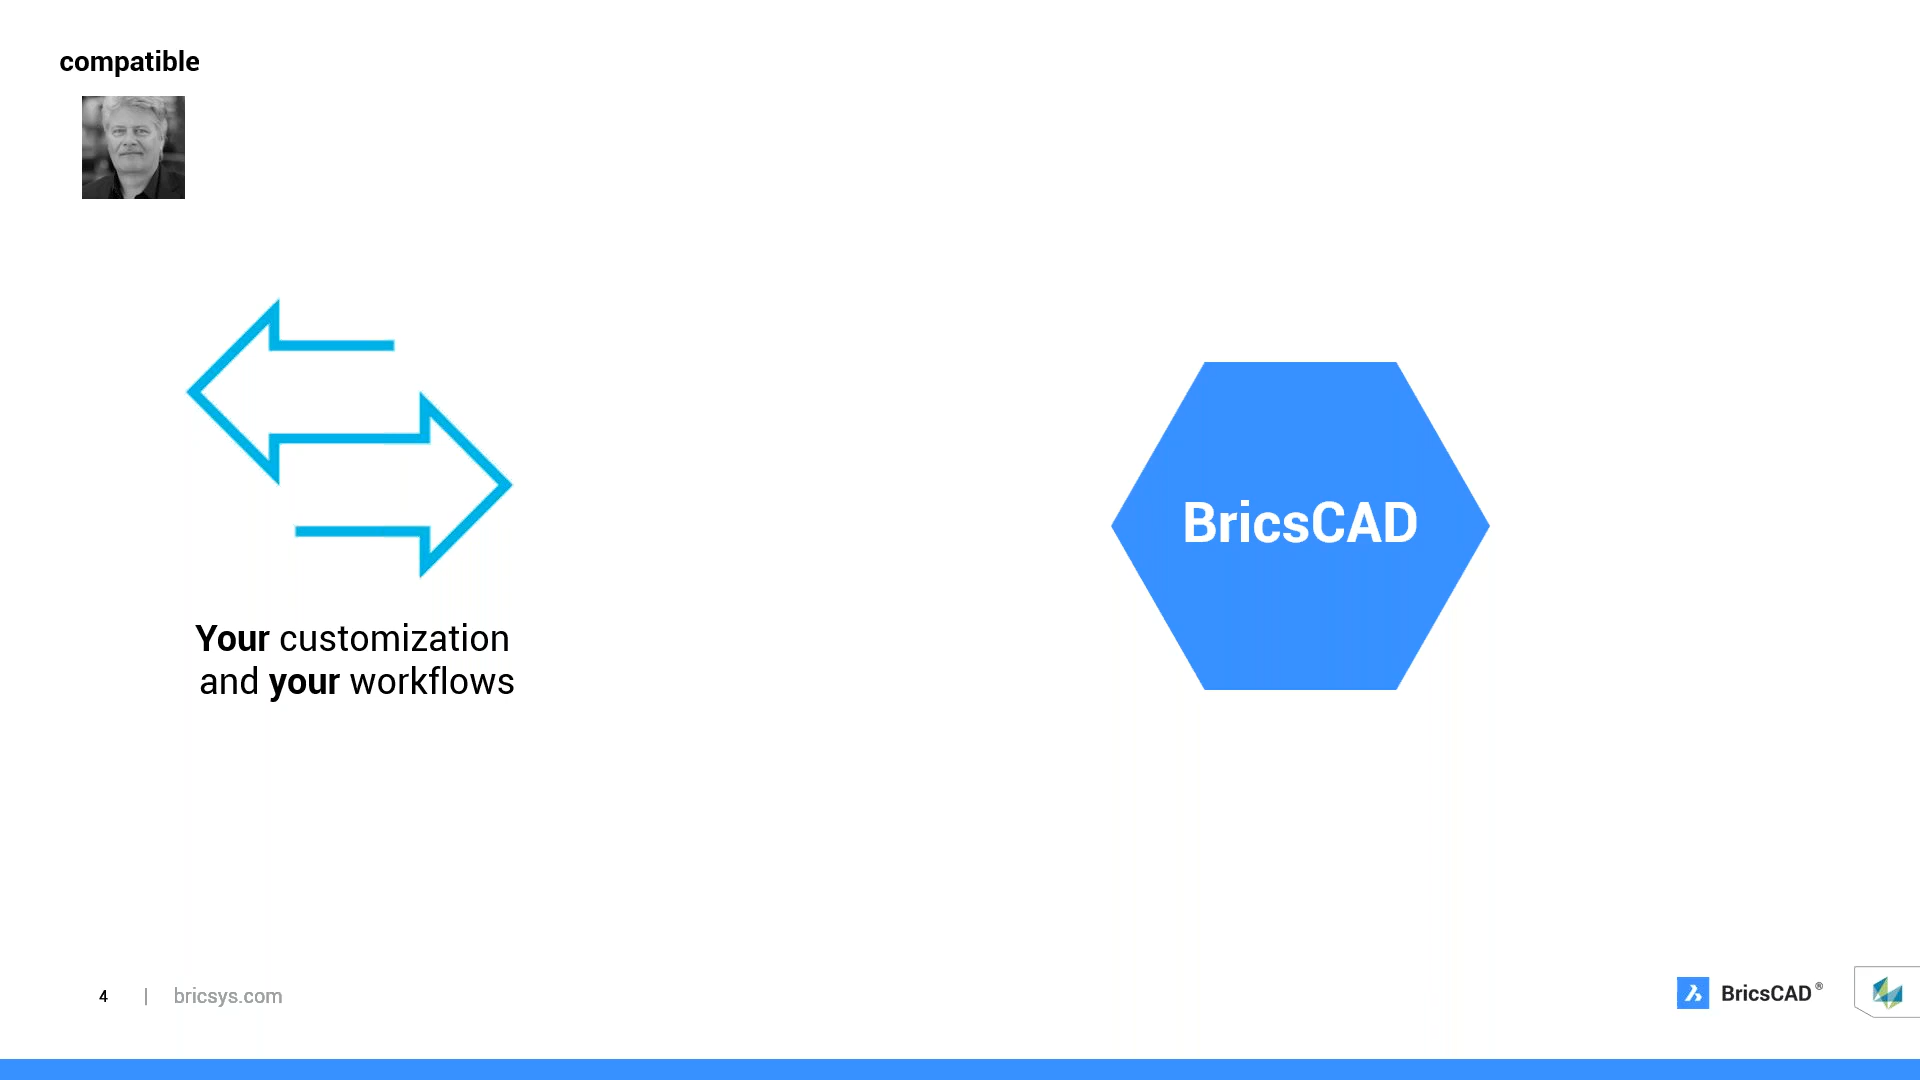 compatible
BricsCAD
Your customization
and your workflows
4 | bricsys.com
BricsCAD®